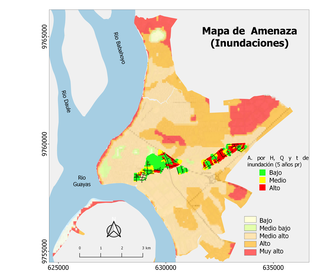 Mapa de Amenaza
(Inundaciones)
9765000
Río Babahoyo
Río Daule
9760000
Río
Guayas
A. por H, Q y t de
inundación (5 años pr)
Bajo
Medio
Alto
Bajo
Medio bajo
Medio alto
Alto
Muy alto
0 1 2 3 km
9755000
625000
630000
635000